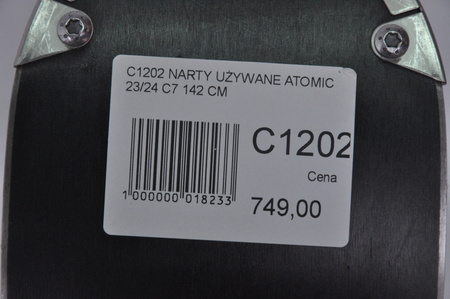 C1202 NARTY UŻYWANE ATOMIC
23/24 C7 142 CM
C1202
Cena
1 000000 018233
749,00